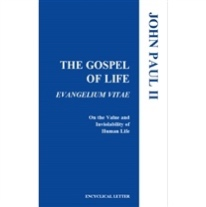 THE GOSPEL
OF LIFE
EVANGELIUM VITAE
On the Value and
Inviolability of
Human Life
ENCYCLICAL LETTER
JOHN PAUL II